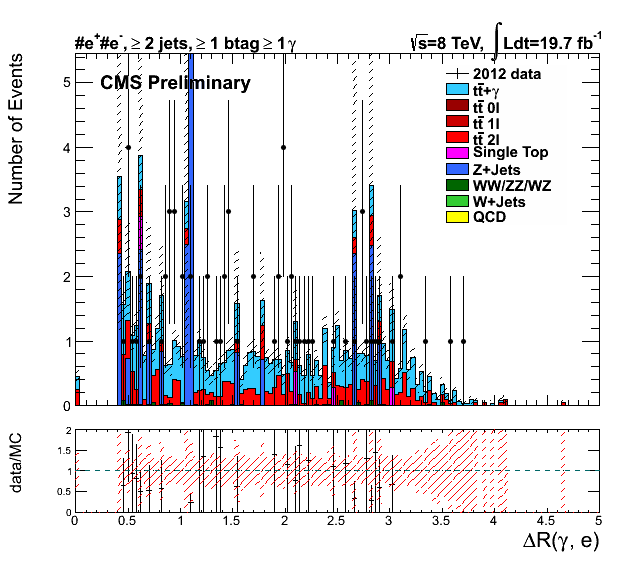 #e⁺#e⁻, ≥ 2 jets, ≥ 1 btag ≥ 1 γ
√s=8 TeV, ∫ Ldt=19.7 fb⁻¹
CMS Preliminary
Number of Events
2012 data
tt̄+γ
tt̄ 0l
tt̄ 1l
tt̄ 2l
Single Top
Z+Jets
WW/ZZ/WZ
W+Jets
QCD
5
4
3
2
1
0
data/MC
2
1.5
1
0.5
0
0 0.5 1 1.5 2 2.5 3 3.5 4 4.5 5
ΔR(γ, e)